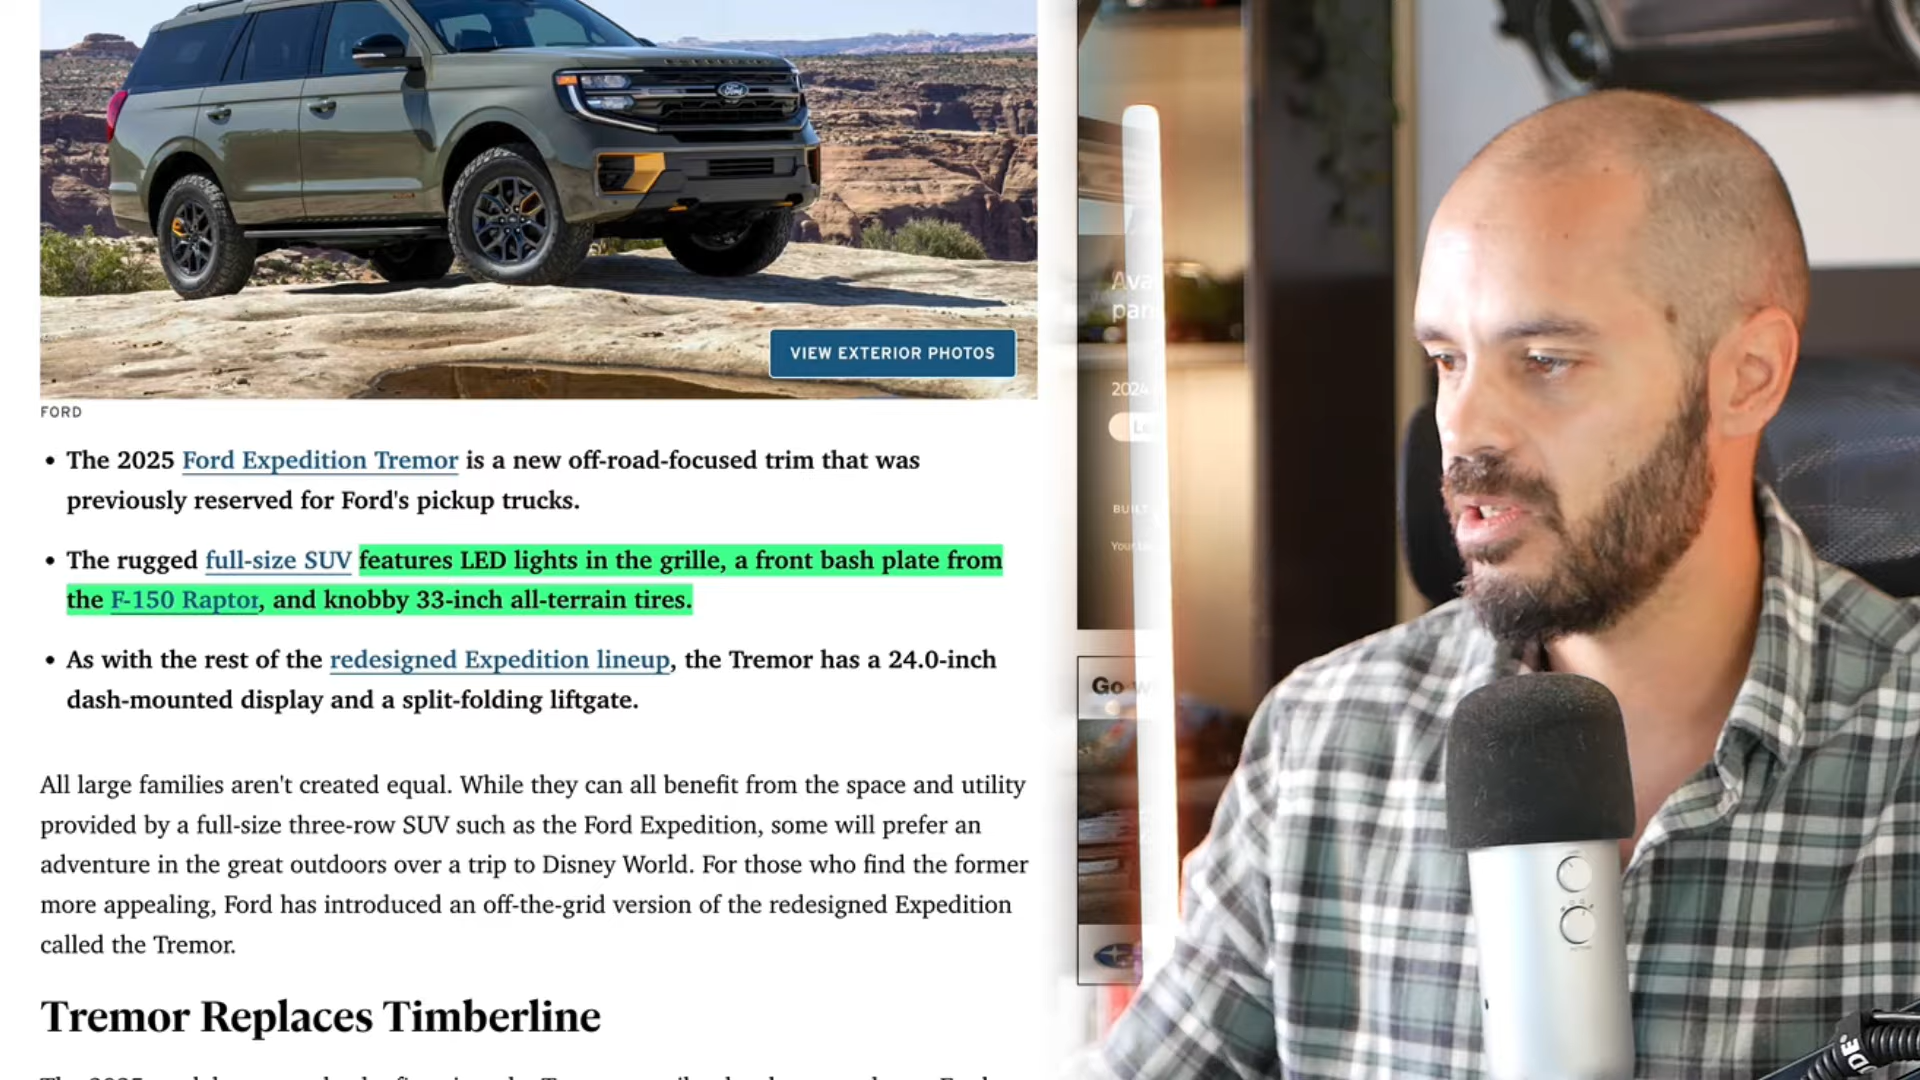 Ford
VIEW EXTERIOR PHOTOS
FORD
• The 2025 Ford Expedition Tremor is a new off-road-focused trim that was
previously reserved for Ford's pickup trucks.
• The rugged full-size SUV features LED lights in the grille, a front bash plate from
the F-150 Raptor, and knobby 33-inch all-terrain tires.
• As with the rest of the redesigned Expedition lineup, the Tremor has a 24.0-inch
dash-mounted display and a split-folding liftgate.
All large families aren't created equal. While they can all benefit from the space and utility
provided by a full-size three-row SUV such as the Ford Expedition, some will prefer an
adventure in the great outdoors over a trip to Disney World. For those who find the former
more appealing, Ford has introduced an off-the-grid version of the redesigned Expedition
called the Tremor.
Tremor Replaces Timberline
2024
Go